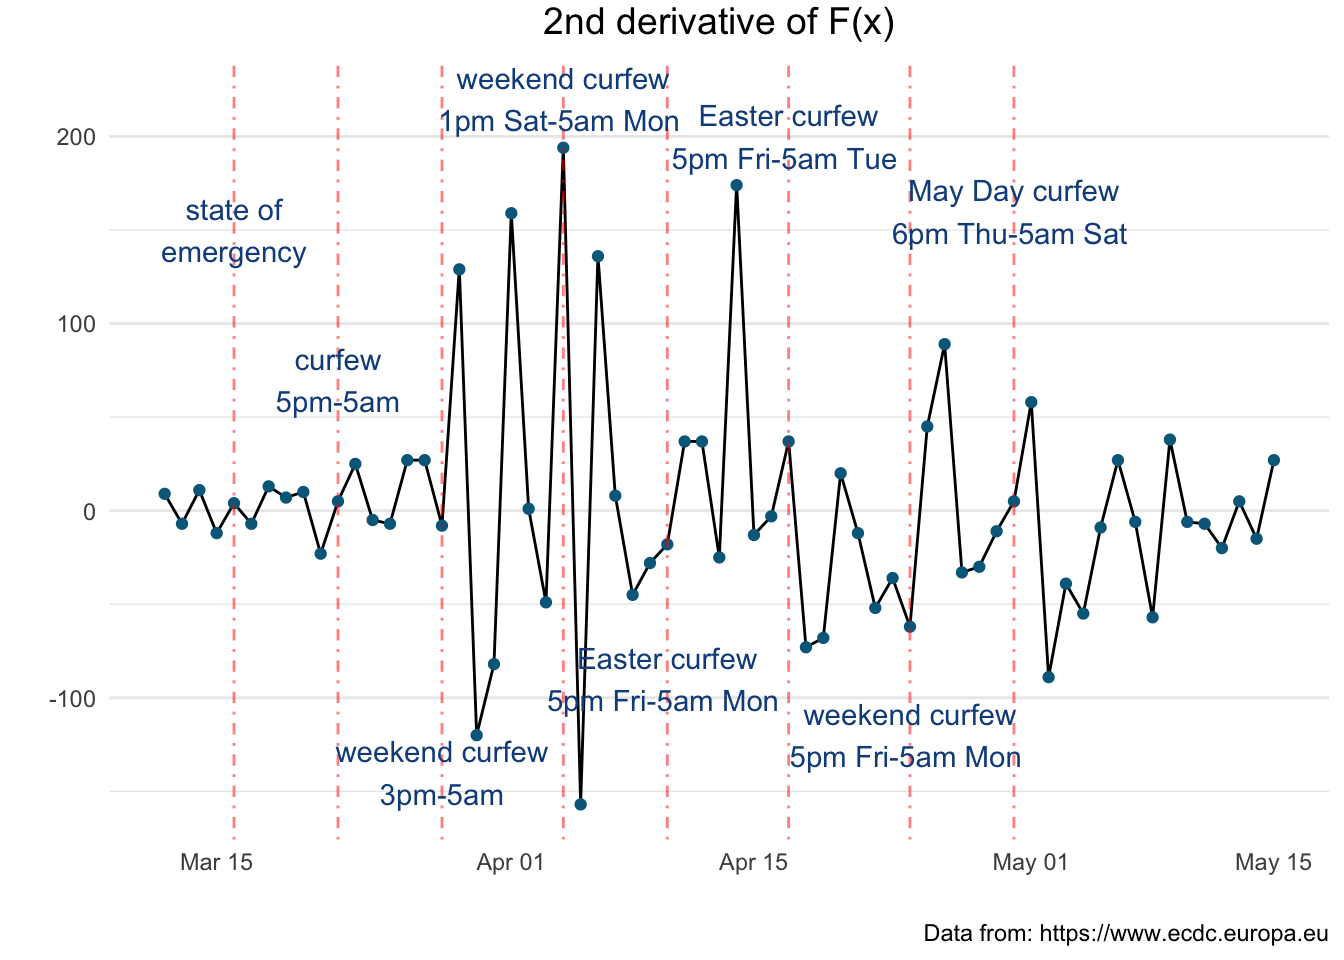 2nd derivative of F(x)
weekend curfew
1pm Sat-5am Mon
Easter curfew
5pm Fri-5am Tue
May Day curfew
6pm Thu-5am Sat
state of
emergency
curfew
5pm-5am
Easter curfew
5pm Fri-5am Mon
weekend curfew
5pm Fri-5am Mon
weekend curfew
3pm-5am
200
100
0
-100
Mar 15
Apr 01
Apr 15
May 01
May 15
Data from: https://www.ecdc.europa.eu